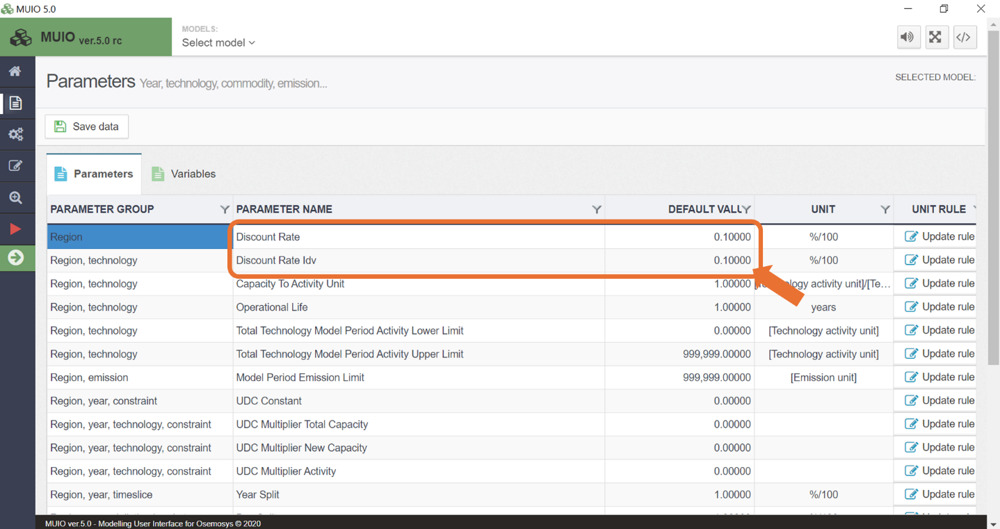 MUIO 5.0
MUIO ver.5.0 rc
MODELS:
Select model
Parameters Year, technology, commodity, emission...
SELECTED MODEL:
Save data
Parameters Variables
PARAMETER GROUP PARAMETER NAME DEFAULT VALU UNIT UNIT RULE
Region Discount Rate 0.10000 %/100 Update rule
Region, technology Discount Rate Idv 0.10000 %/100 Update rule
Region, technology Capacity To Activity Unit 1.00000 activity unit]/[Te... Update rule
Region, technology Operational Life 1.00000 years Update rule
Region, technology Total Technology Model Period Activity Lower Limit 0.00000 [Technology activity unit] Update rule
Region, technology Total Technology Model Period Activity Upper Limit 999,999.00000 [Technology activity unit] Update rule
Region, emission Model Period Emission Limit 999,999.00000 [Emission unit] Update rule
Region, year, constraint UDC Constant 0.00000 Update rule
Region, year, technology, constraint UDC Multiplier Total Capacity 0.00000 Update rule
Region, year, technology, constraint UDC Multiplier New Capacity 0.00000 Update rule
Region, year, technology, constraint UDC Multiplier Activity 0.00000 Update rule
Region, year, timeslice Year Split 1.00000 %/100 Update rule
MUIO ver.5.0 - Modelling User Interface for Osemosys © 2020